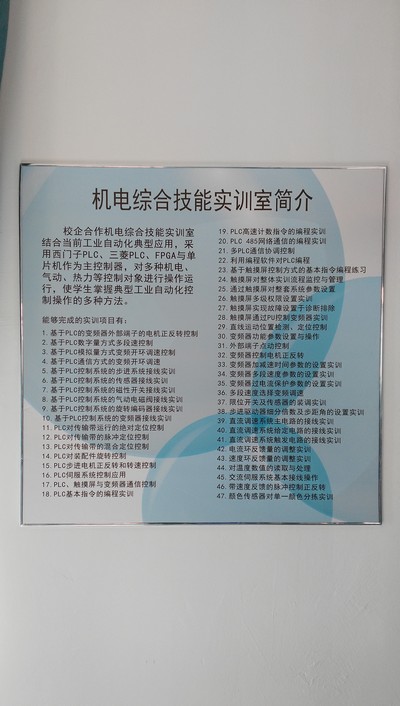 机电综合技能实训室简介
校企合作机电综合技能实训室
结合当前工业自动化典型应用，采
用西门子PLC、三菱PLC、FPGA与单
片机作为主控制器，对多种机电、
气动、热力等控制对象进行操作运
行，使学生掌握典型工业自动化控
制操作的多种方法。
能够完成的实训项目有：
1. 基于PLC的变频器外部端子的电机正反转控制
2. 基于PLC数字量方式多段速控制
3. 基于PLC模拟量方式变频开环调速控制
4. 基于PLC通信方式的变频开环调速
5. 基于PLC控制系统的步进系统接线实训
6. 基于PLC控制系统的传感器接线实训
7. 基于PLC控制系统的磁性开关接线实训
8. 基于PLC控制系统的气动电磁阀接线实训
9. 基于PLC控制系统的旋转编码器接线实训
10. 基于PLC控制系统的变频器接线实训
11. PLC对传输带运行的绝对定位控制
12. PLC对传输带的脉冲定位控制
13. PLC对传输带的混合定位控制
14. PLC对装配件旋转控制
15. PLC步进电机正反转和转速控制
16. PLC伺服系统控制应用
17. PLC、触摸屏与变频器通信控制
18. PLC基本指令的编程实训
19. PLC高速计数指令的编程实训
20. PLC 485网络通信的编程实训
21. 多PLC通信协调控制
22. 利用编程软件对PLC编程
23. 基于触摸屏控制方式的基本指令编程练习
24. 触摸屏对整体实训流程监控与管理
25. 通过触摸屏对整套系统参数设置
26. 触摸屏多级权限设置实训
27. 触摸屏实现故障设置于诊断排除
28. 触摸屏通过PU控制变频器实训
29. 直线运动位置检测、定位控制
30. 变频器功能参数设置与操作
31. 外部端子点动控制
32. 变频器控制电机正反转
33. 变频器加减速时间参数的设置实训
34. 变频器多段速度参数的设置实训
35. 变频器过电流保护参数的设置实训
36. 多段速度选择变频调速
37. 限位开关及传感器的装调实训
38. 步进驱动器细分倍数及步距角的设置实训
39. 直流调速系统主电路的接线实训
40. 直流调速系统给定电路的接线实训
41. 直流调速系统触发电路的接线实训
42. 电流环反馈量的调整实训
43. 速度环反馈量的调整实训
44. 对温度数值的读取与处理
45. 交流伺服系统基本接线操作
46. 带速度反馈的脉冲控制正反转
47. 颜色传感器对单一颜色分拣实训